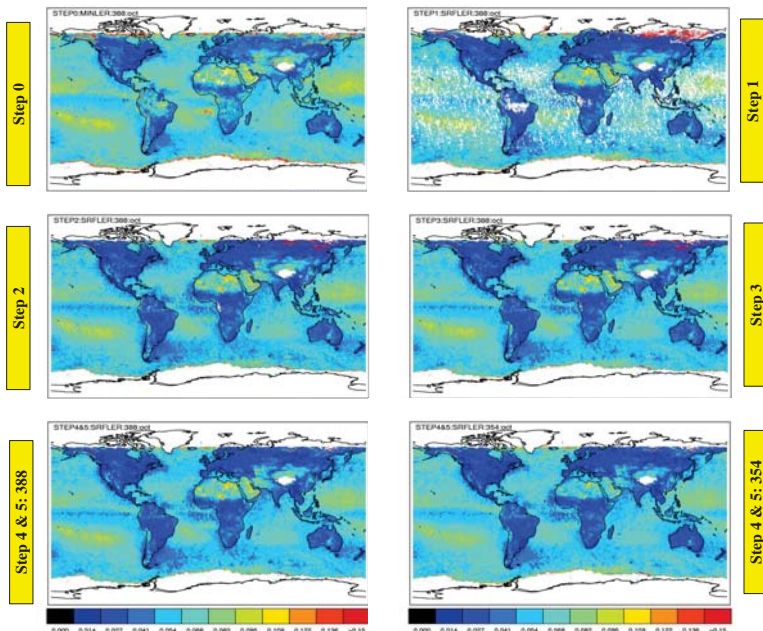 STEP0:MINLER:388:oct
STEP1:SRFLER:388:oct
Step 0
Step 1
STEP2:SRFLER:388:oct
STEP3:SRFLER:388:oct
Step 2
Step 3
STEP4&5:SRFLER:388:oct
STEP4&5:SRFLER:354:oct
Step 4 & 5: 388
Step 4 & 5: 354
0.000 0.014 0.027 0.041 0.054 0.068 0.082 0.095 0.109 0.122 0.136 >0.15
0.000 0.014 0.027 0.041 0.054 0.068 0.082 0.095 0.109 0.122 0.136 >0.15